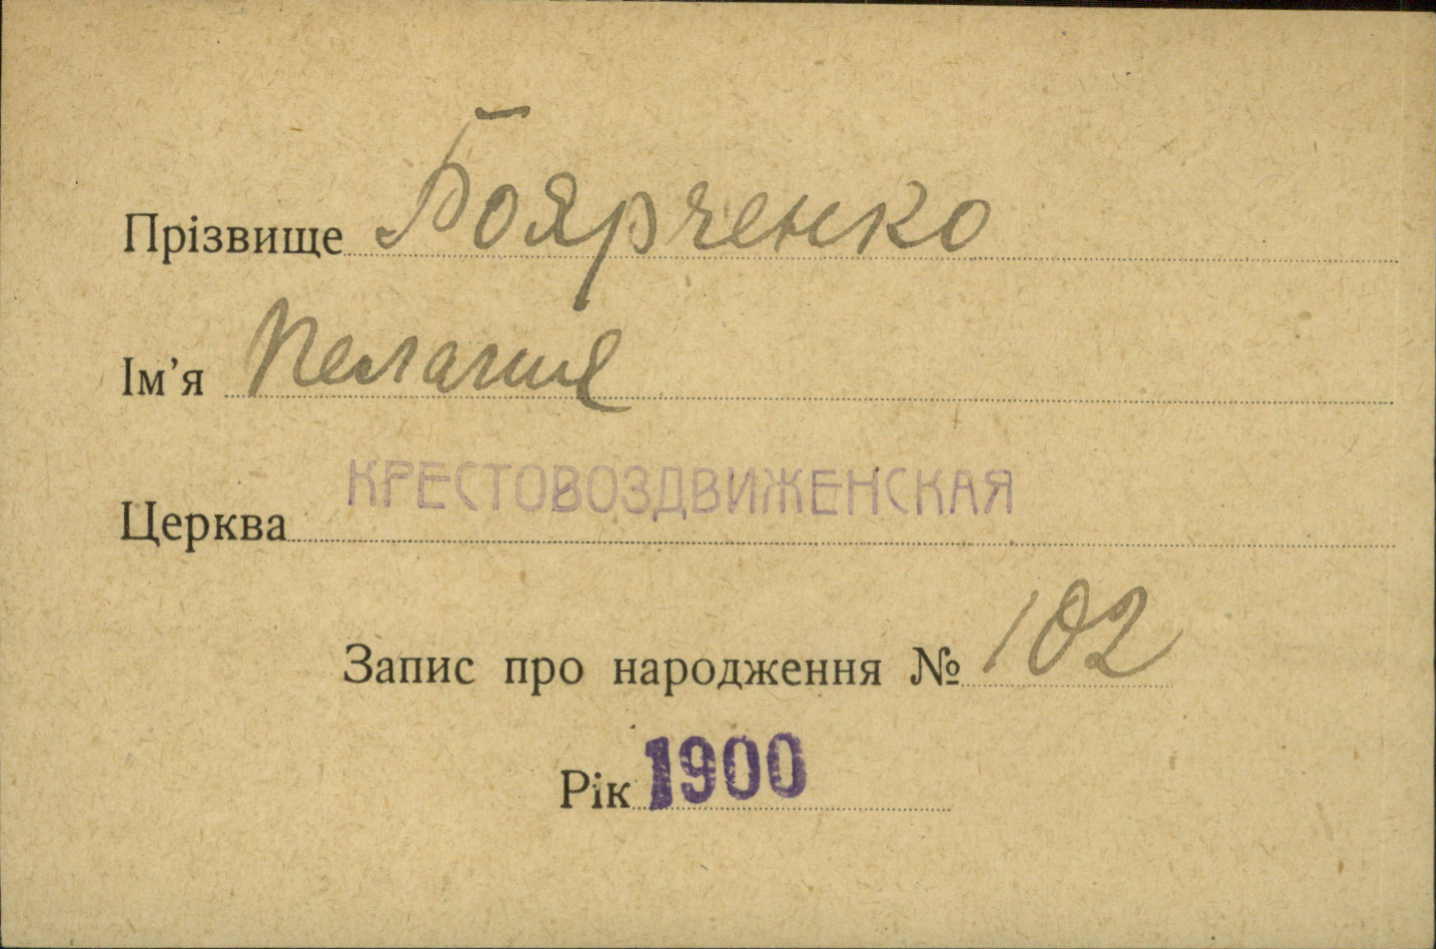 Прізвище Боярченко
Ім’я Пелагия
Церква КРЕСТОВОЗДВИЖЕНСКАЯ
Запис про народження № 102
Рік 1900